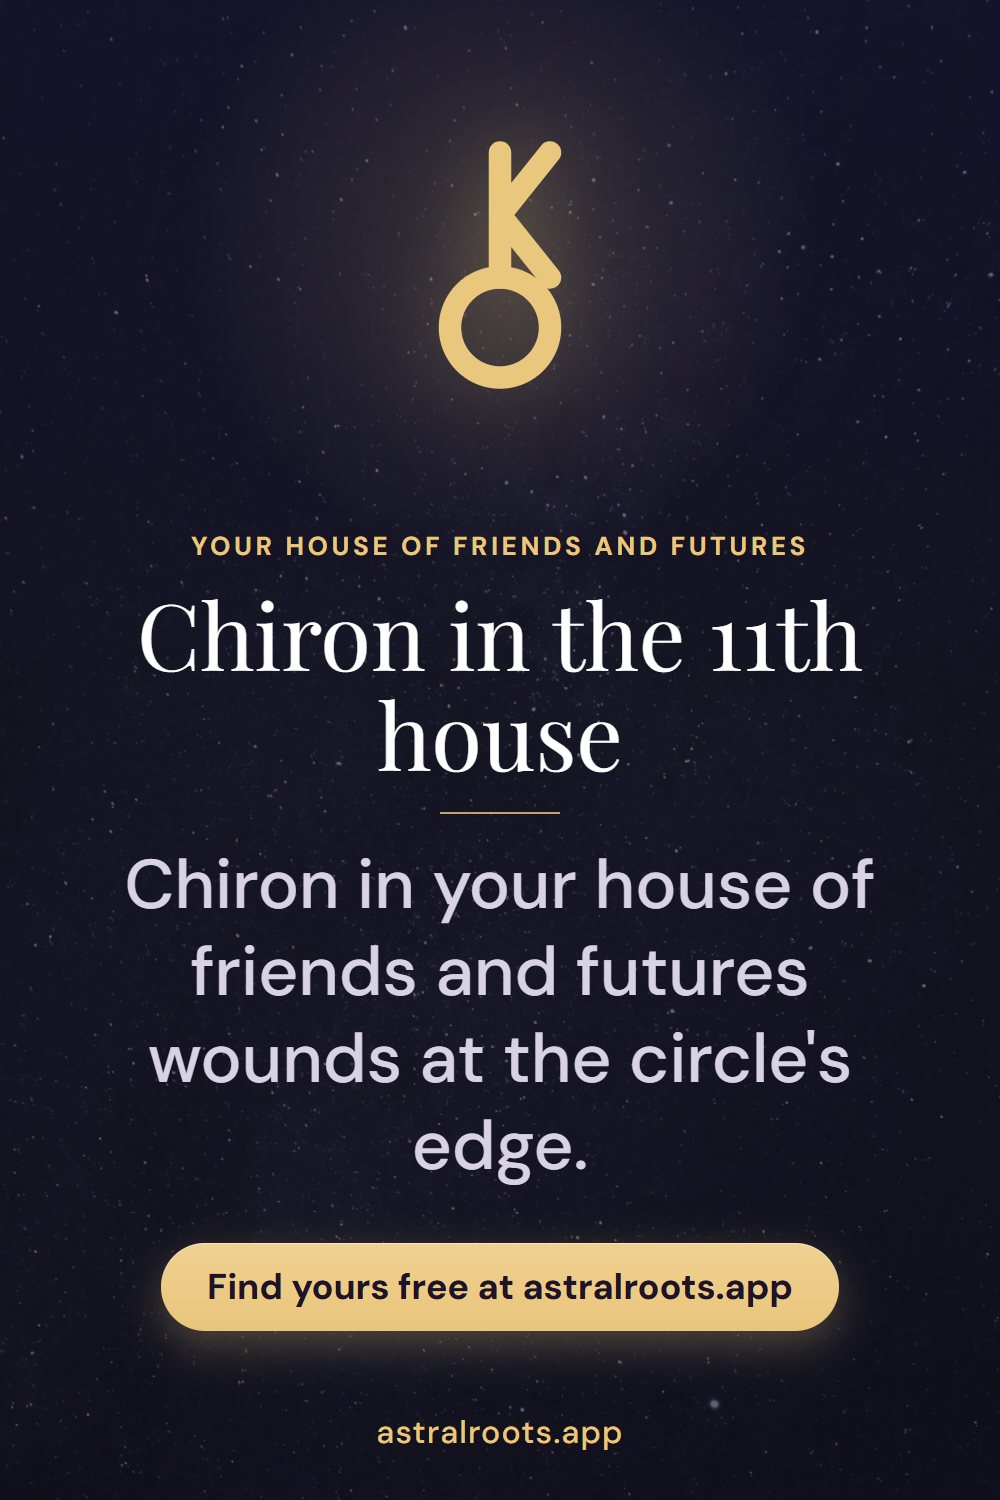 YOUR HOUSE OF FRIENDS AND FUTURES
Chiron in the 11th
house
Chiron in your house of
friends and futures
wounds at the circle's
edge.
Find yours free at astralroots.app
astralroots.app